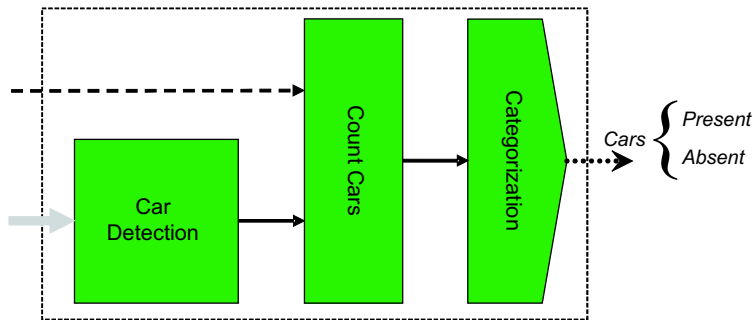 Car
Detection
Count Cars
Categorization
Cars
Present
Absent